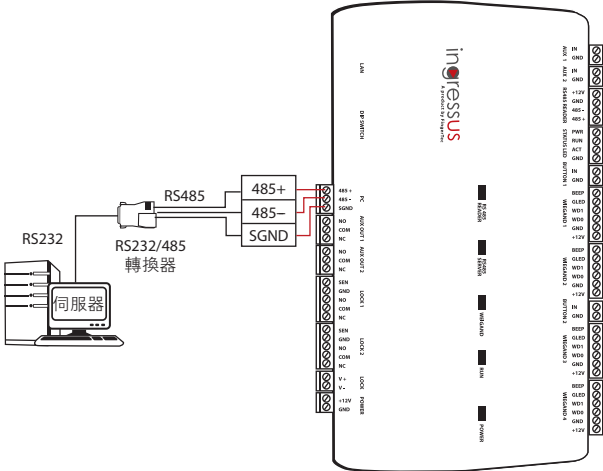 RS232
伺服器
RS485
RS232/485
轉換器
485+
485−
SGND
LAN
DIP SWITCH
PC
AUX OUT 1
AUX OUT 2
LOCK 1
LOCK 2
LOCK
POWER
485 +
485 -
SGND
NO
COM
NC
NO
COM
NC
SEN
GND
NO
COM
NC
SEN
GND
NO
COM
NC
V +
V -
+12V
GND
ingressus
A product by FingerTec
RS 485
READER
RS485
SERVER
WIEGAND
RUN
POWER
AUX 1
AUX 2
RS485 READER
STATUS LED
BUTTON 1
WIEGAND 1
WIEGAND 2
BUTTON 2
WIEGAND 3
WIEGAND 4
IN
GND
IN
GND
+12V
GND
485 -
485 +
PWR
RUN
ACT
GND
IN
GND
BEEP
GLED
WD1
WD0
GND
+12V
BEEP
GLED
WD1
WD0
GND
+12V
IN
GND
BEEP
GLED
WD1
WD0
GND
+12V
BEEP
GLED
WD1
WD0
GND
+12V